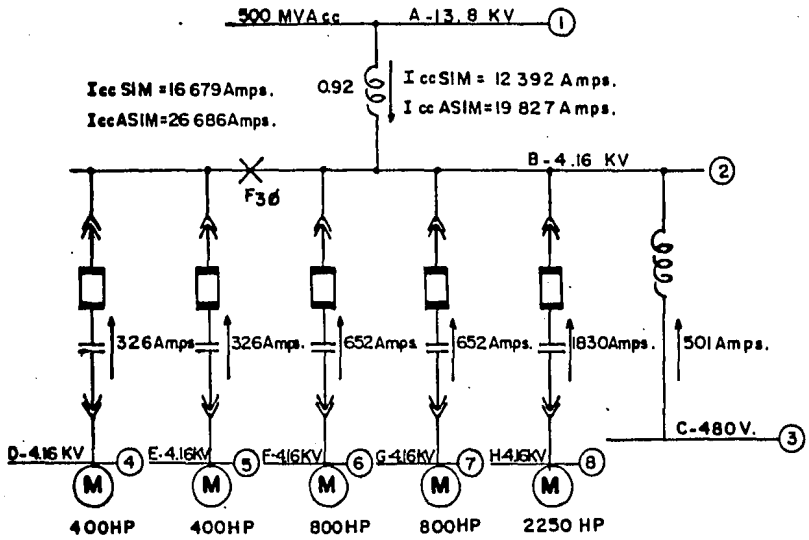 500 MVAcc A-13.8 KV 1
Icc SIM=16 679 Amps.
Icc ASIM=26 686 Amps.
0.92
I cc SIM= 12 392 Amps.
I cc ASIM=19 827 Amps.
B-4.16 KV 2
F3ø
326 Amps. 326 Amps. 652 Amps. 652 Amps. 1830 Amps. 501 Amps.
C-480 V. 3
D-4.16 KV 4 E-4.16KV 5 F-4.16KV 6 G-4.16KV 7 H-4.16KV 8
M M M M M
400HP 400HP 800HP 800HP 2250 HP